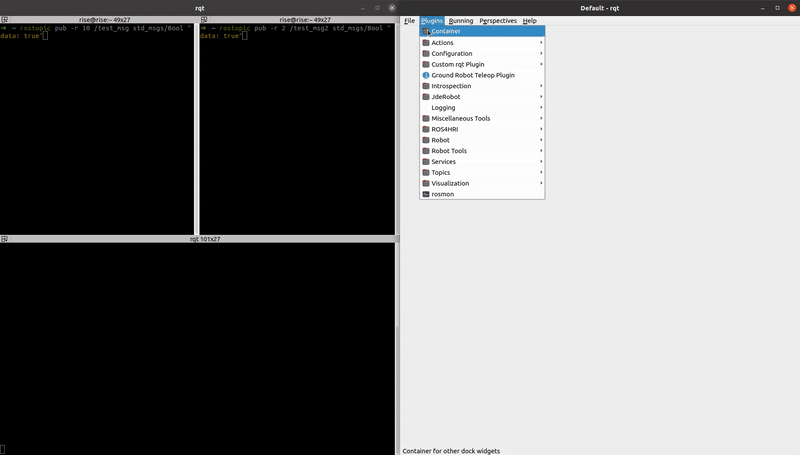 rqt
rise@rise:~ 49x27
→ ~ rostopic pub -r 10 /test_msg std_msgs/Bool "
data: true"
rise@rise:~ 49x27
→ ~ rostopic pub -r 2 /test_msg2 std_msgs/Bool "
data: true"
rqt 101x27
Default - rqt
File Plugins Running Perspectives Help
Container
Actions
Configuration
Custom rqt Plugin
Ground Robot Teleop Plugin
Introspection
JdeRobot
Logging
Miscellaneous Tools
ROS4HRI
Robot
Robot Tools
Services
Topics
Visualization
rosmon
Container for other dock widgets